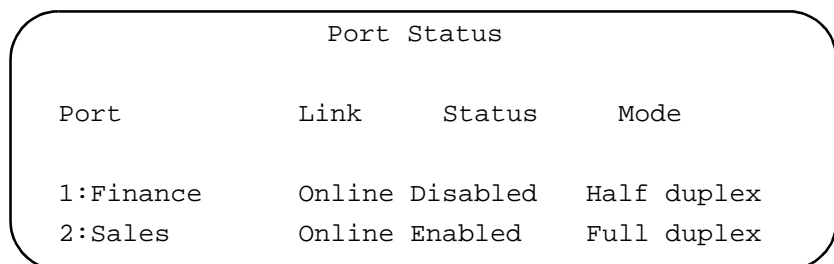 Port Status
Port Link Status Mode
1:Finance Online Disabled Half duplex
2:Sales Online Enabled Full duplex